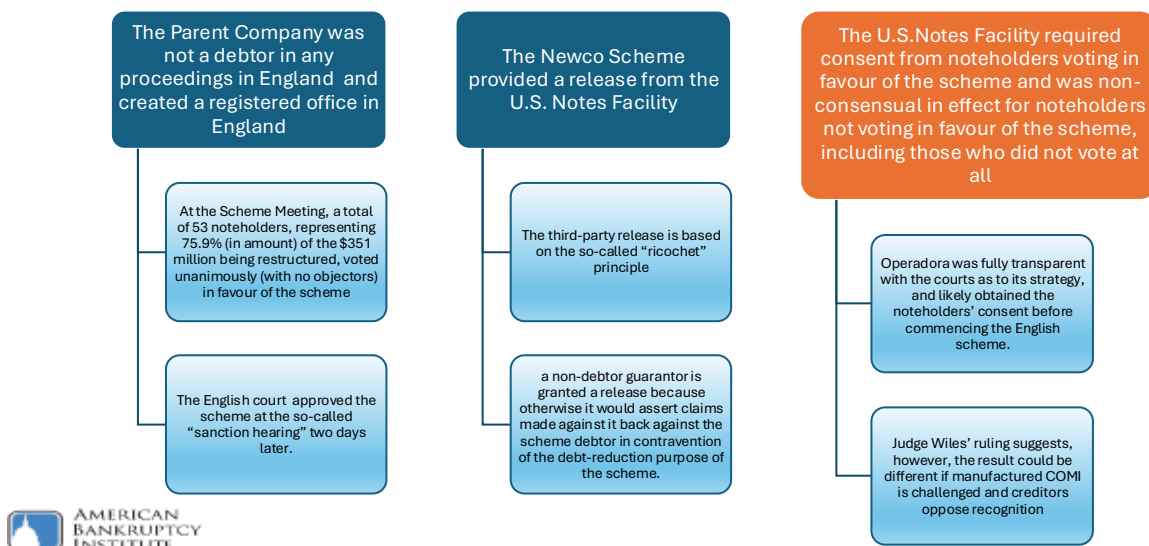 The Parent Company was
not a debtor in any
proceedings in England and
created a registered office in
England
At the Scheme Meeting, a total
of 53 noteholders, representing
75.9% (in amount) of the $351
million being restructured, voted
unanimously (with no objectors)
in favour of the scheme
The English court approved the
scheme at the so-called
“sanction hearing” two days
later.
The Newco Scheme
provided a release from the
U.S. Notes Facility
The third-party release is based
on the so-called “ricochet”
principle
a non-debtor guarantor is
granted a release because
otherwise it would assert claims
made against it back against the
scheme debtor in contravention
of the debt-reduction purpose of
the scheme.
The U.S.Notes Facility required
consent from noteholders voting in
favour of the scheme and was non-
consensual in effect for noteholders
not voting in favour of the scheme,
including those who did not vote at
all
Operadora was fully transparent
with the courts as to its strategy,
and likely obtained the
noteholders’ consent before
commencing the English
scheme.
Judge Wiles’ ruling suggests,
however, the result could be
different if manufactured COMI
is challenged and creditors
oppose recognition
AMERICAN
BANKRUPTCY
INSTITUTE